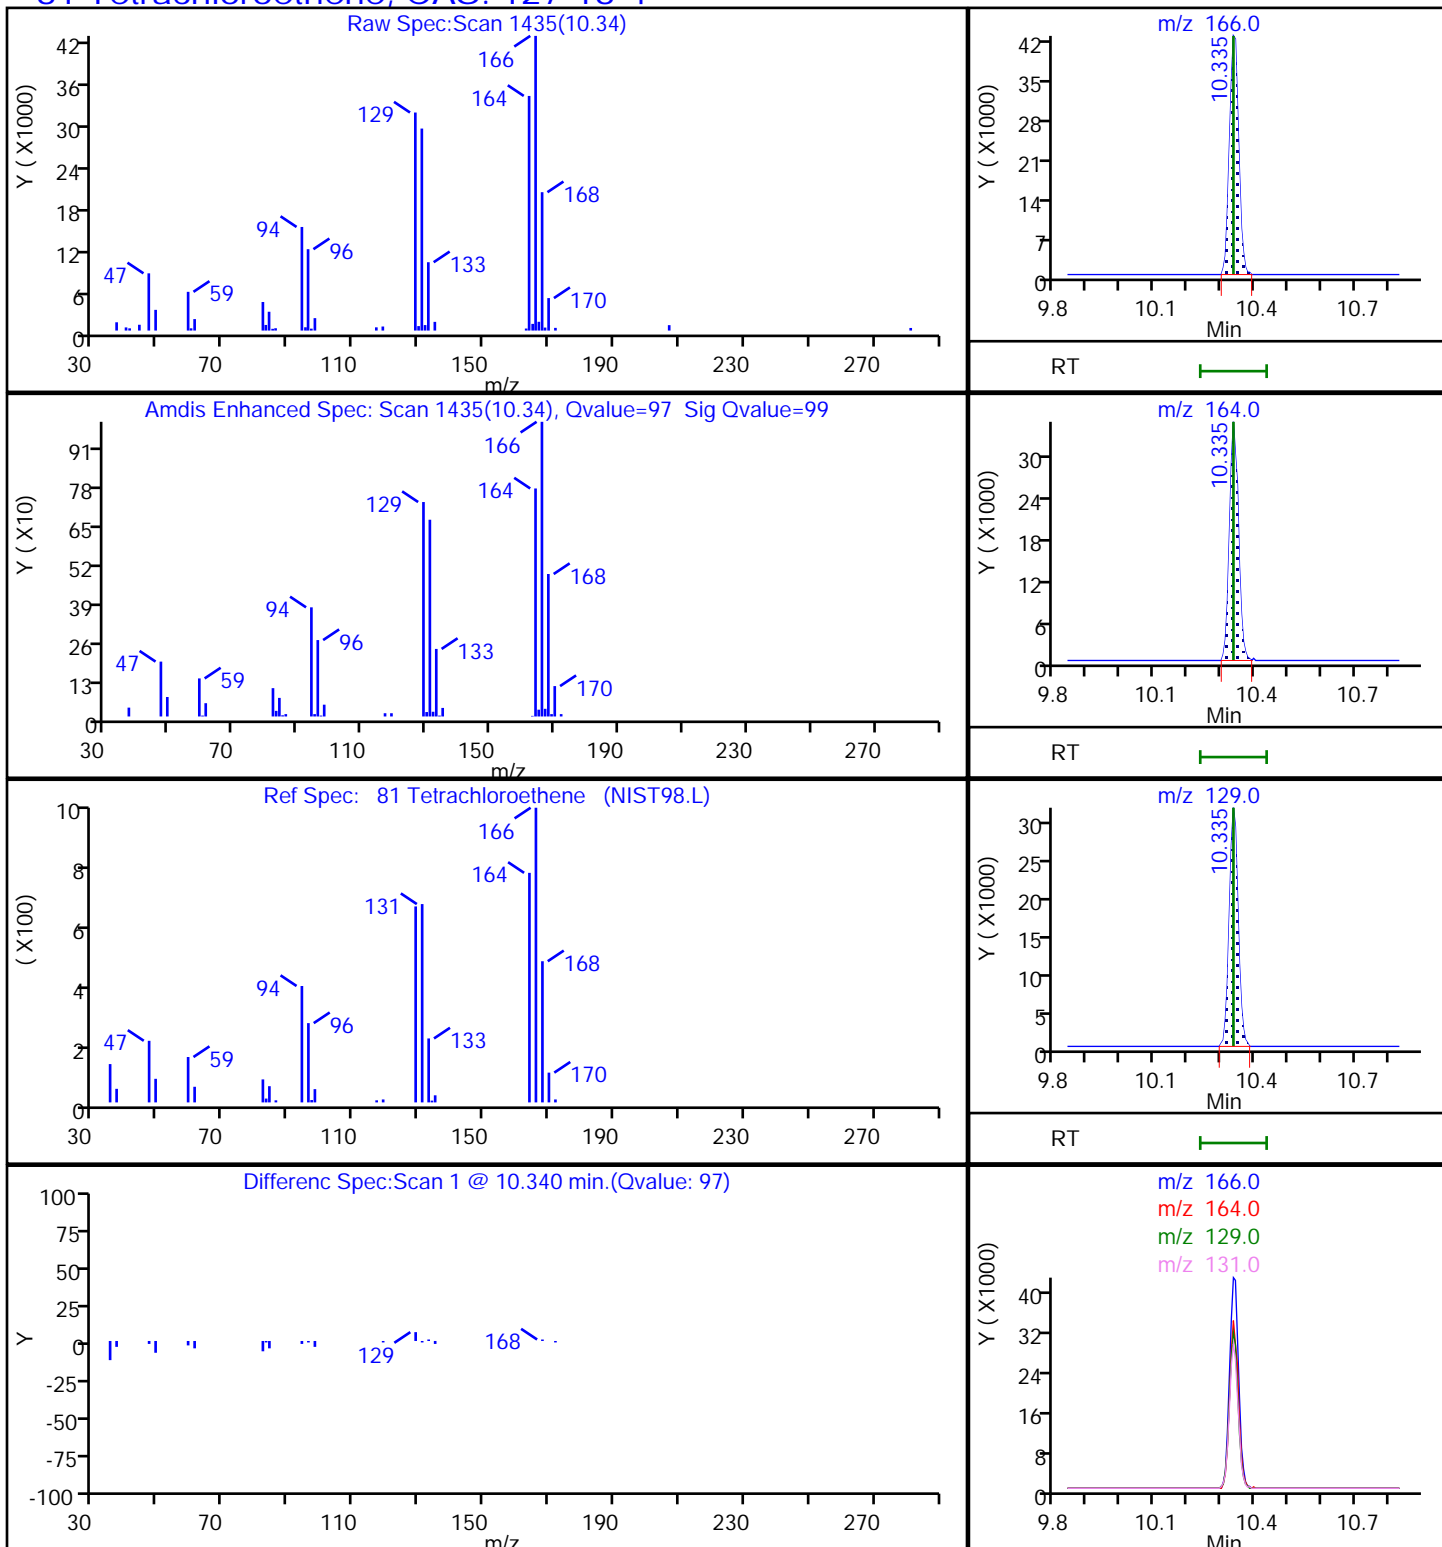 81 Tetrachloroethene, CAS: 127-18-4
Raw Spec:Scan 1435(10.34)
Y ( X1000)
42
36
30
24
18
12
6
0
47
59
94
96
129
133
164
166
168
170
30 70 110 150 190 230 270
m/z
m/z 166.0
Y ( X1000)
42
35
28
21
14
7
0
10.335
9.8 10.1 10.4 10.7
Min
RT
Amdis Enhanced Spec: Scan 1435(10.34), Qvalue=97 Sig Qvalue=99
Y ( X10)
91
78
65
52
39
26
13
0
47
59
94
96
129
133
164
166
168
170
30 70 110 150 190 230 270
m/z
m/z 164.0
Y ( X1000)
30
24
18
12
6
0
10.335
9.8 10.1 10.4 10.7
Min
RT
Ref Spec: 81 Tetrachloroethene (NIST98.L)
( X100)
10
8
6
4
2
0
47
59
94
96
131
133
164
166
168
170
30 70 110 150 190 230 270
m/z 129.0
Y ( X1000)
30
25
20
15
10
5
0
10.335
9.8 10.1 10.4 10.7
Min
RT
Differenc Spec:Scan 1 @ 10.340 min.(Qvalue: 97)
Y
100
75
50
25
0
-25
-50
-75
-100
129
168
30 70 110 150 190 230 270
m/z
m/z 166.0
m/z 164.0
m/z 129.0
m/z 131.0
Y ( X1000)
40
32
24
16
8
0
9.8 10.1 10.4 10.7
Min